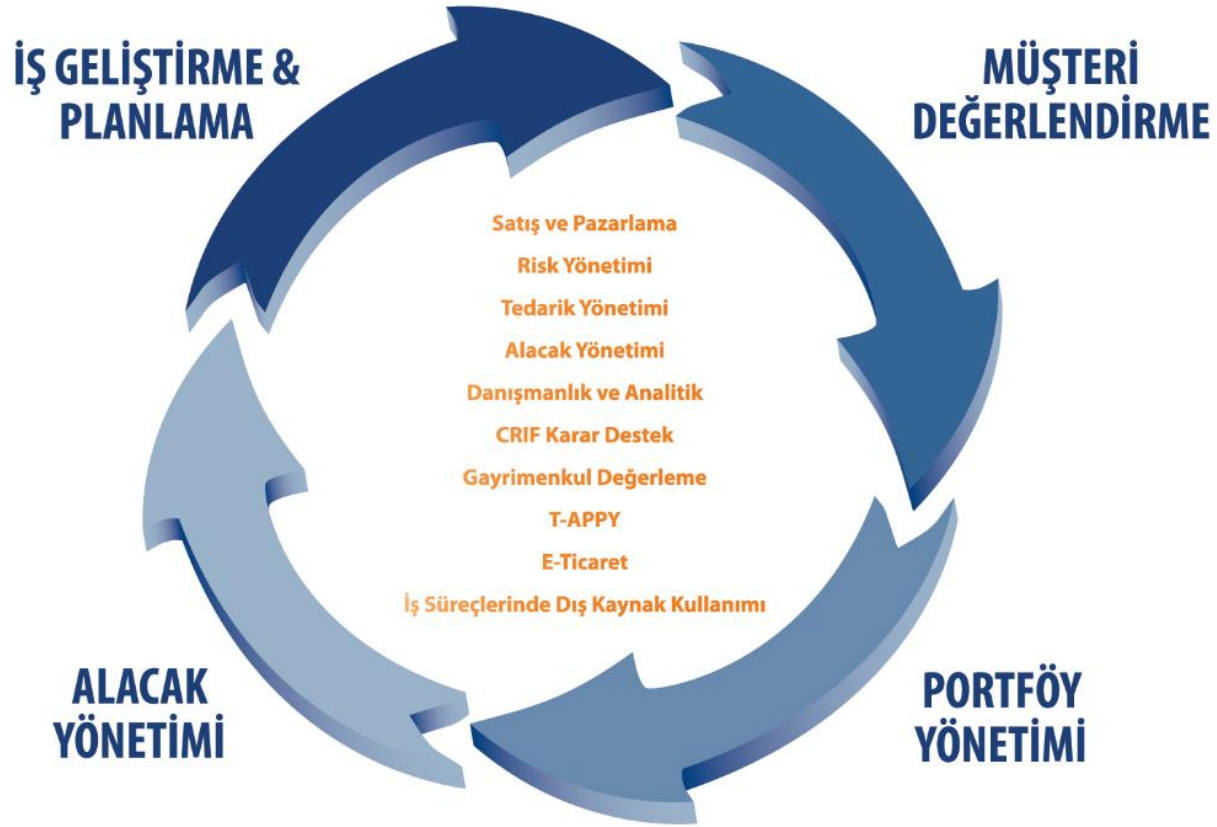 İŞ GELİŞTİRME &
PLANLAMA
MÜŞTERİ
DEĞERLENDİRME
Satış ve Pazarlama
Risk Yönetimi
Tedarik Yönetimi
Alacak Yönetimi
Danışmanlık ve Analitik
CRIF Karar Destek
Gayrimenkul Değerleme
T-APPY
E-Ticaret
İş Süreçlerinde Dış Kaynak Kullanımı
ALACAK
YÖNETİMİ
PORTFÖY
YÖNETİMİ